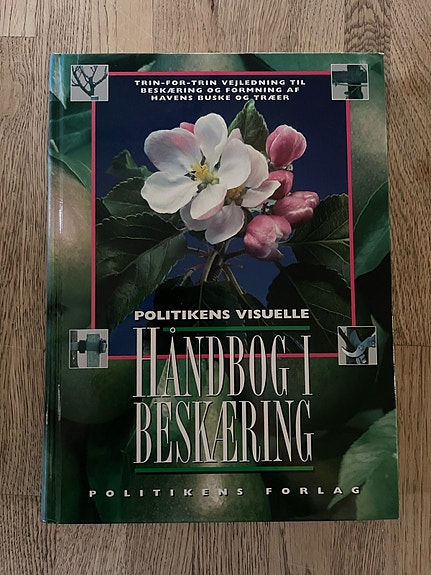 TRIN-FOR-TRIN VEJLEDNING TIL
BESKÆRING OG FORMNING AF
HAVENS BUSKE OG TRÆER
POLITIKENS VISUELLE
HÅNDBOG I
BESKÆRING
POLITIKENS FORLAG